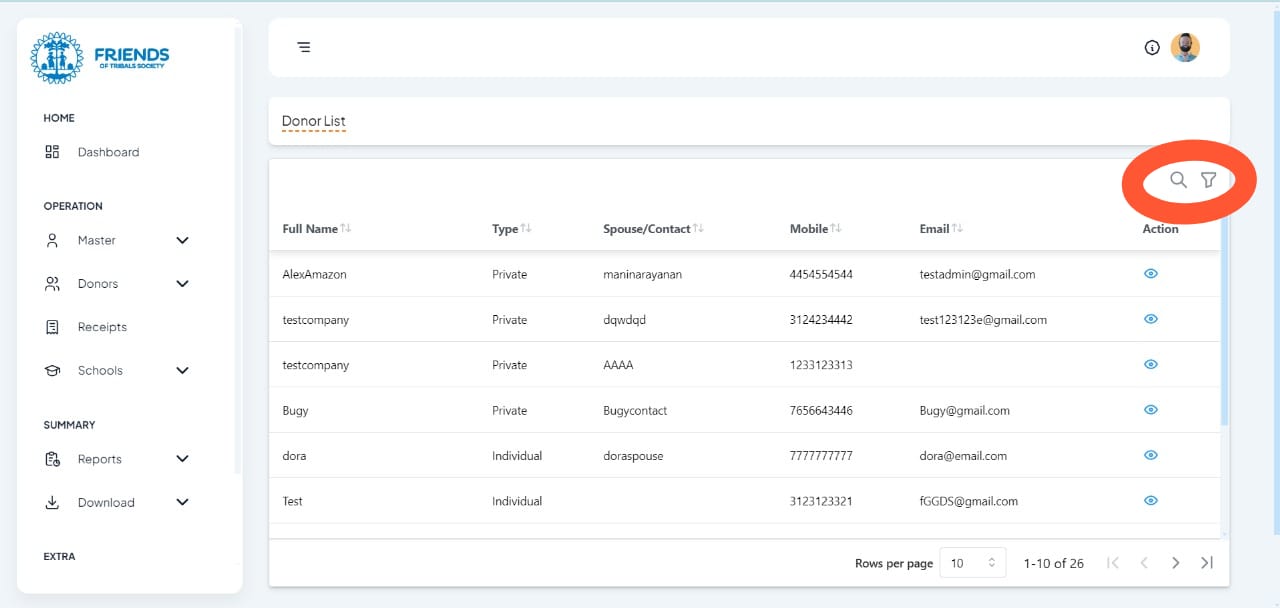 FRIENDS
OF TRIBALS SOCIETY
HOME
Dashboard
OPERATION
Master
Donors
Receipts
Schools
SUMMARY
Reports
Download
EXTRA
Donor List
Full Name Type Spouse/Contact Mobile Email Action
AlexAmazon Private maninarayanan 4454554544 testadmin@gmail.com
testcompany Private dqwdqd 3124234442 test123123e@gmail.com
testcompany Private AAAA 1233123313
Bugy Private Bugycontact 7656643446 Bugy@gmail.com
dora Individual doraspouse 7777777777 dora@email.com
Test Individual 3123123321 fGGDS@gmail.com
Rows per page 10 1-10 of 26